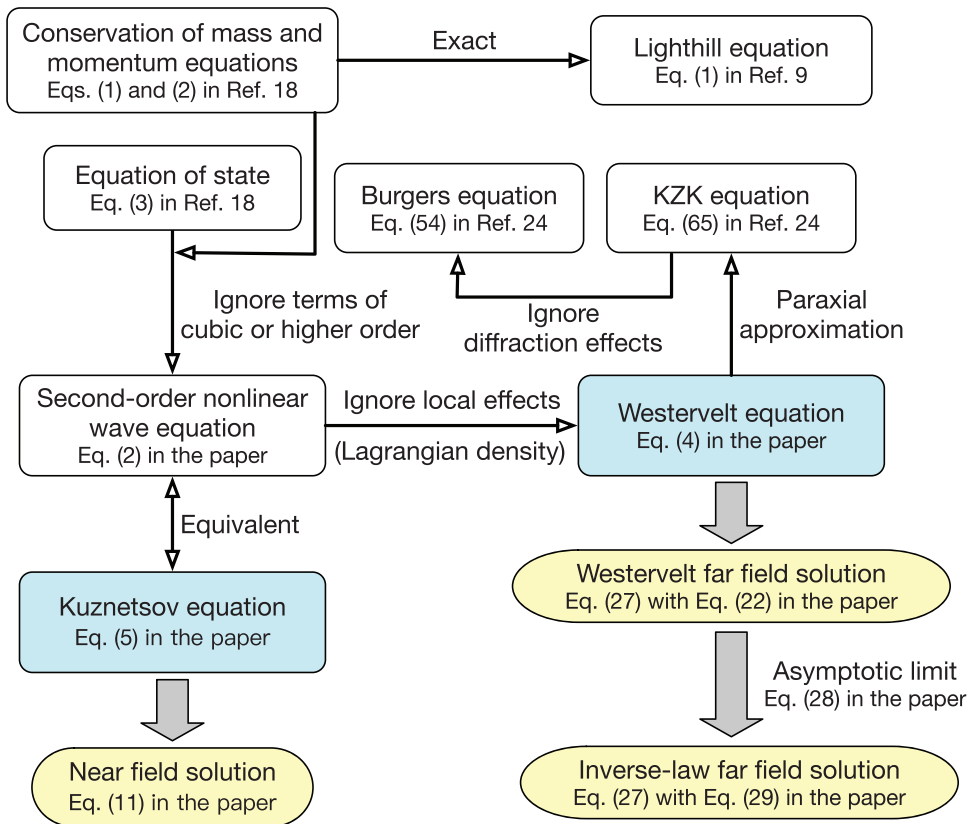 Conservation of mass and
momentum equations
Eqs. (1) and (2) in Ref. 18
Exact
Lighthill equation
Eq. (1) in Ref. 9
Equation of state
Eq. (3) in Ref. 18
Burgers equation
Eq. (54) in Ref. 24
KZK equation
Eq. (65) in Ref. 24
Ignore terms of
cubic or higher order
Ignore
diffraction effects
Paraxial
approximation
Second-order nonlinear
wave equation
Eq. (2) in the paper
Ignore local effects
(Lagrangian density)
Westervelt equation
Eq. (4) in the paper
Equivalent
Kuznetsov equation
Eq. (5) in the paper
Westervelt far field solution
Eq. (27) with Eq. (22) in the paper
Asymptotic limit
Eq. (28) in the paper
Near field solution
Eq. (11) in the paper
Inverse-law far field solution
Eq. (27) with Eq. (29) in the paper